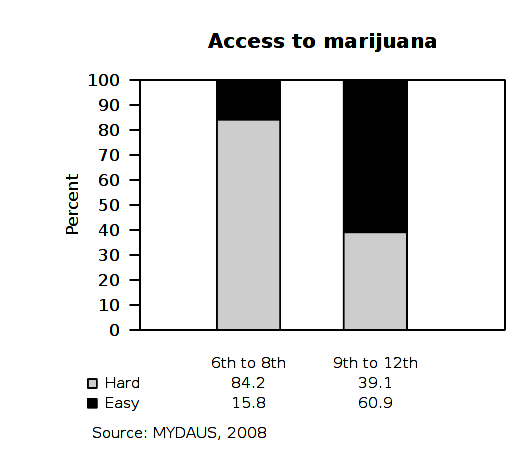 Access to marijuana
Percent
100
90
80
70
60
50
40
30
20
10
0
6th to 8th 9th to 12th
Hard 84.2 39.1
Easy 15.8 60.9
Source: MYDAUS, 2008